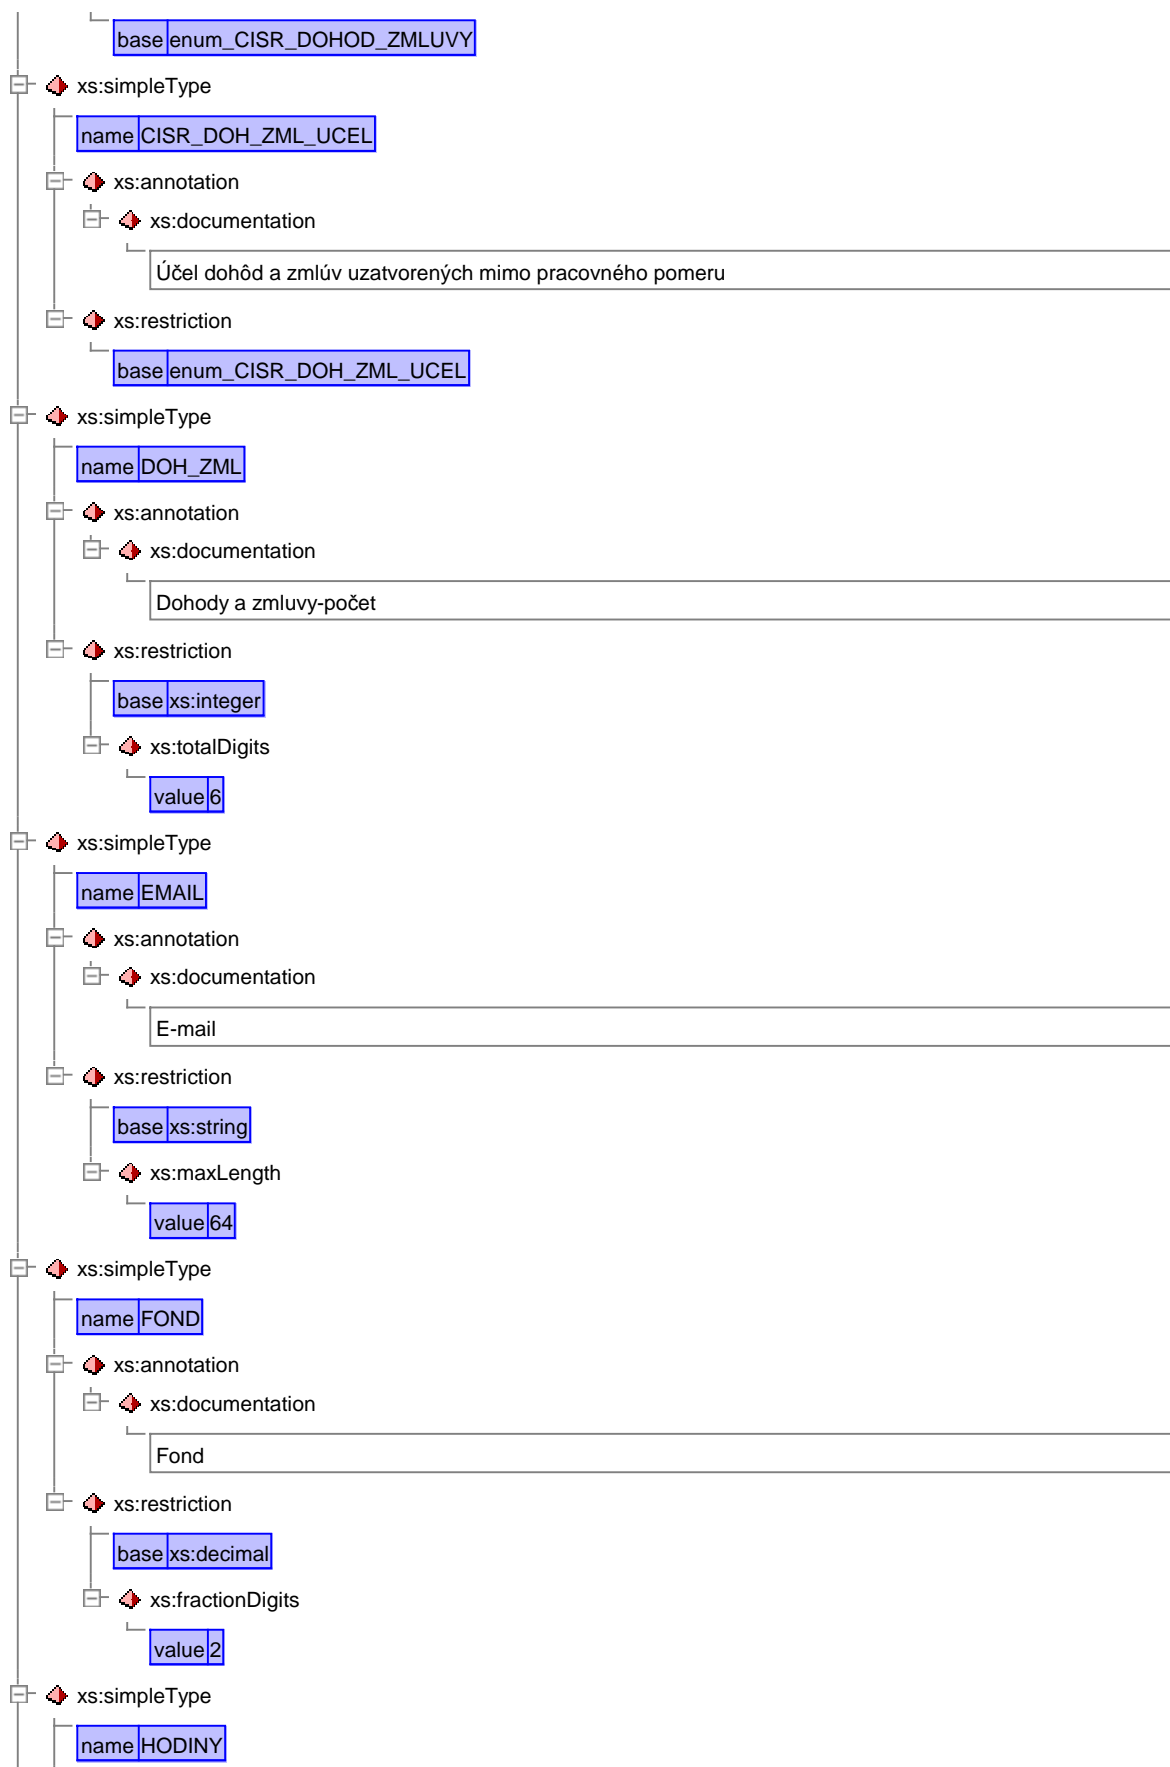 base enum_CISR_DOHOD_ZMLUVY
xs:simpleType
name CISR_DOH_ZML_UCEL
xs:annotation
xs:documentation
Účel dohôd a zmlúv uzatvorených mimo pracovného pomeru
xs:restriction
base enum_CISR_DOH_ZML_UCEL
xs:simpleType
name DOH_ZML
xs:annotation
xs:documentation
Dohody a zmluvy-počet
xs:restriction
base xs:integer
xs:totalDigits
value 6
xs:simpleType
name EMAIL
xs:annotation
xs:documentation
E-mail
xs:restriction
base xs:string
xs:maxLength
value 64
xs:simpleType
name FOND
xs:annotation
xs:documentation
Fond
xs:restriction
base xs:decimal
xs:fractionDigits
value 2
xs:simpleType
name HODINY